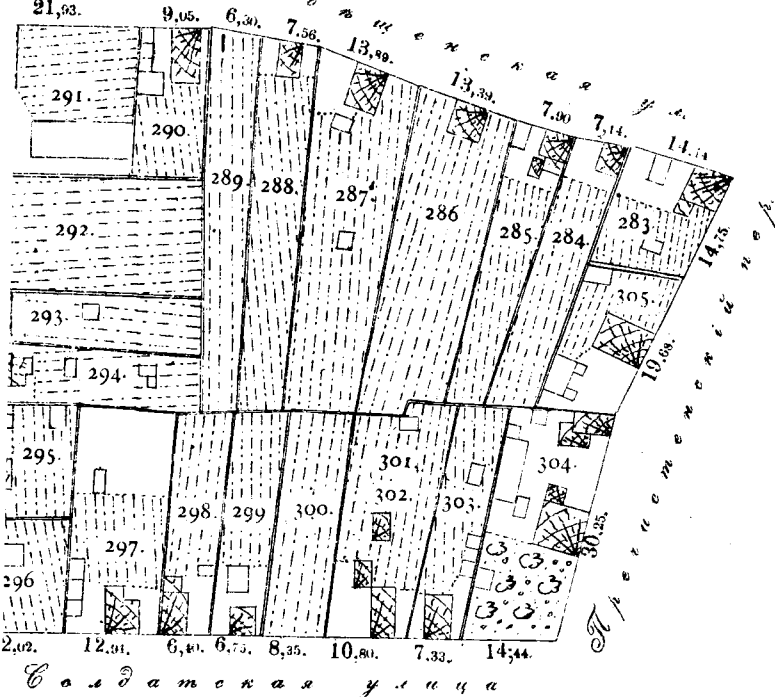 21,93. 9,05. 6,30. 7,56. 13,89. 13,39. 7,90 7,14. 14,14
291. 290. 289. 288. 287. 286 285. 284. 283
292. 305.
293.
294.
14,75.
19,68.
30,25.
Пречистенскій пер.
295. 298. 299 300. 301. 303. 304.
302.
297.
296
2,02. 12,91. 6,40. 6,75. 8,35. 10,80. 7,33. 14,44.
Солдатская улица